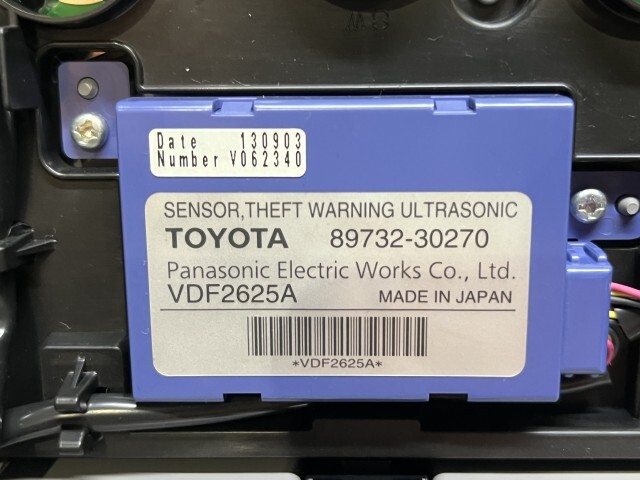 Date 130903
Number V062340
SENSOR,THEFT WARNING ULTRASONIC
TOYOTA 89732-30270
Panasonic Electric Works Co., Ltd.
VDF2625A MADE IN JAPAN
*VDF2625A*